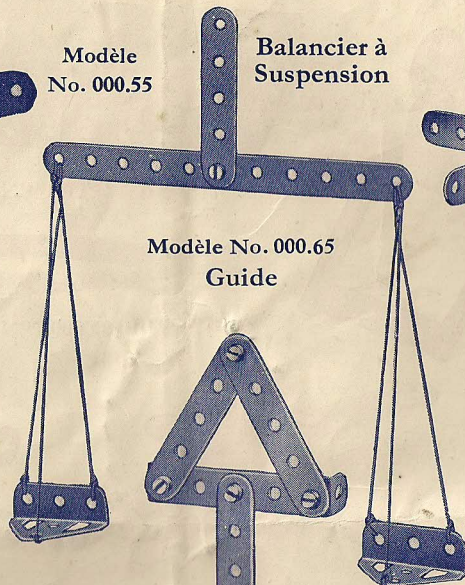 Modèle
No. 000.55
Balancier à
Suspension
Modèle No. 000.65
Guide